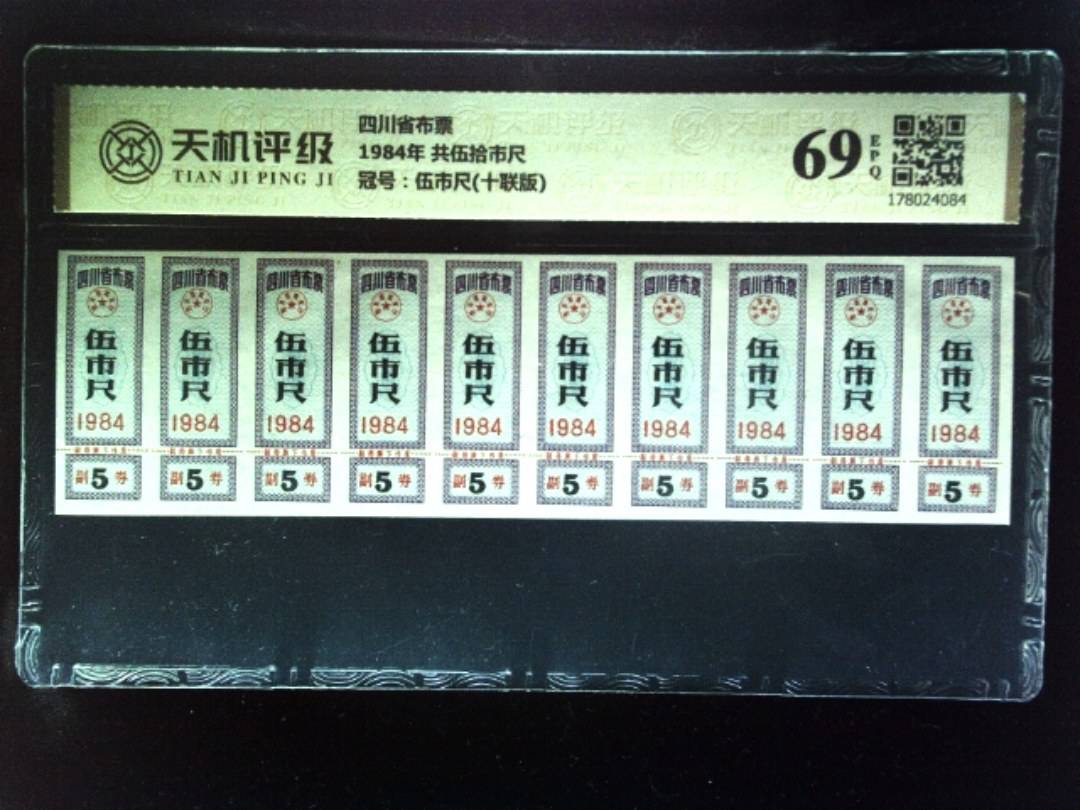 天机评级
TIAN JI PING JI
四川省布票
1984年 共伍拾市尺
冠号：伍市尺(十联版)
69
EPQ
178024084
四川省布票 四川省布票 四川省布票 四川省布票 四川省布票 四川省布票 四川省布票 四川省布票 四川省布票 四川省布票
伍市尺 伍市尺 伍市尺 伍市尺 伍市尺 伍市尺 伍市尺 伍市尺 伍市尺 伍市尺
1984 1984 1984 1984 1984 1984 1984 1984 1984 1984
副5券 副5券 副5券 副5券 副5券 副5券 副5券 副5券 副5券 副5券